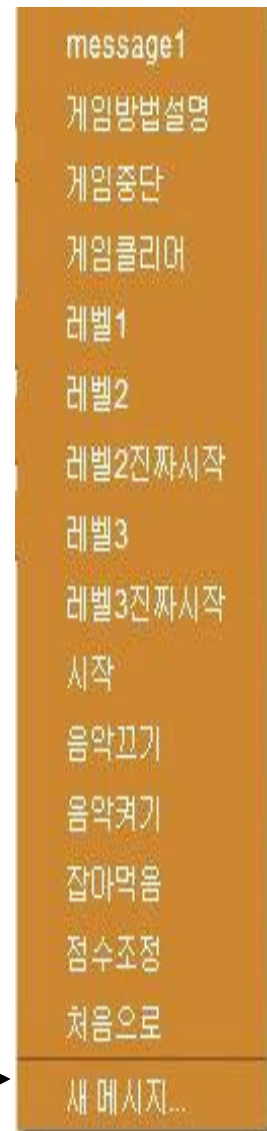 message1
게임방법설명
게임중단
게임클리어
레벨1
레벨2
레벨2진짜시작
레벨3
레벨3진짜시작
시작
음악끄기
음악켜기
잡아먹음
점수조정
처음으로
새 메시지...